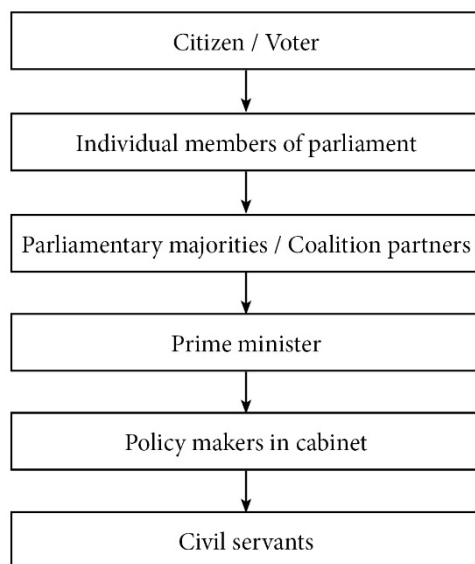 Citizen / Voter
Individual members of parliament
Parliamentary majorities / Coalition partners
Prime minister
Policy makers in cabinet
Civil servants